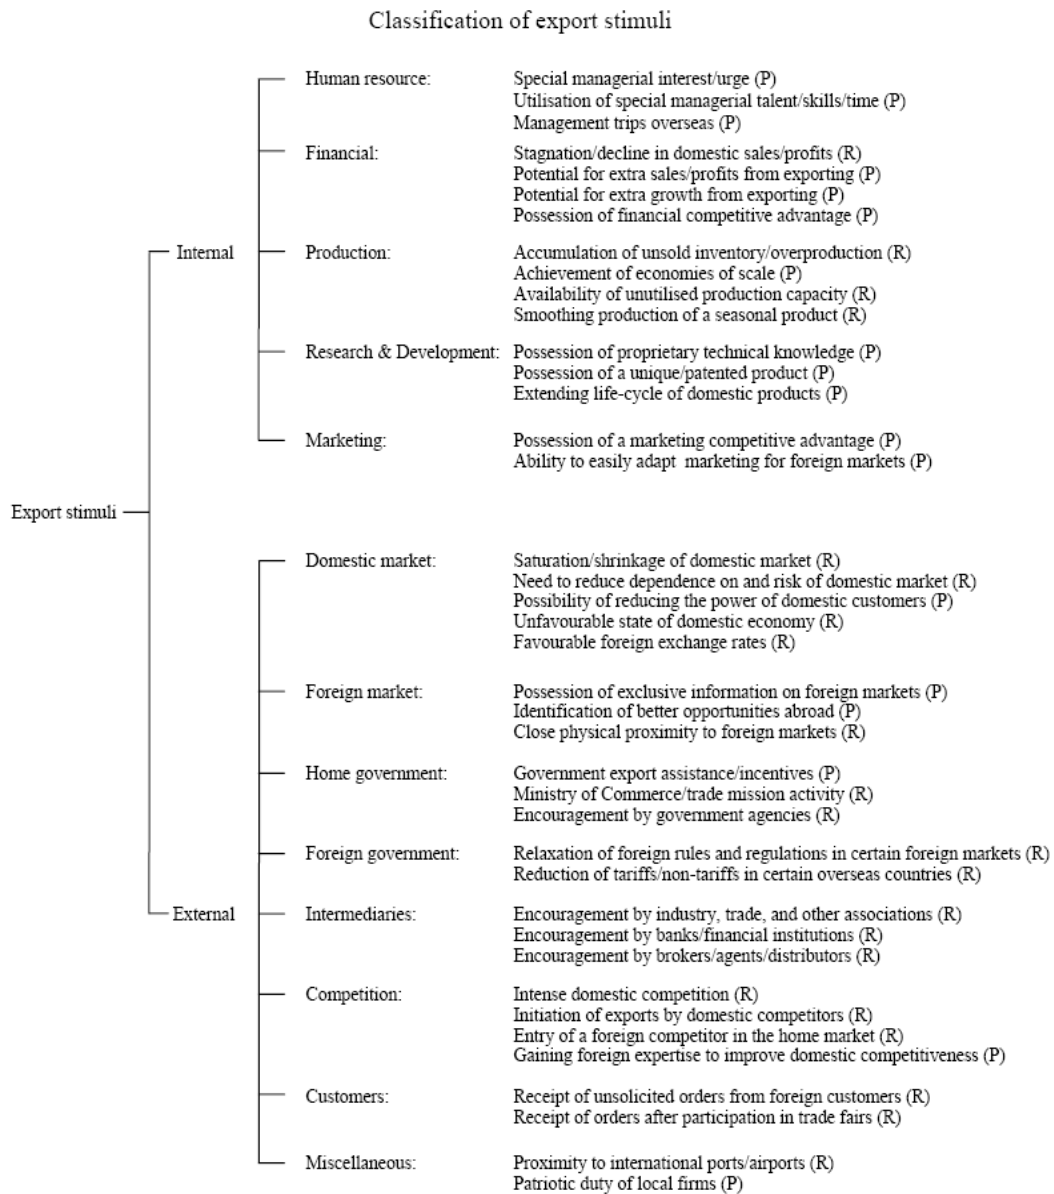 Classification of export stimuli
Human resource: Special managerial interest/urge (P)
Utilisation of special managerial talent/skills/time (P)
Management trips overseas (P)
Financial: Stagnation/decline in domestic sales/profits (R)
Potential for extra sales/profits from exporting (P)
Potential for extra growth from exporting (P)
Possession of financial competitive advantage (P)
Internal
Production: Accumulation of unsold inventory/overproduction (R)
Achievement of economies of scale (P)
Availability of unutilised production capacity (R)
Smoothing production of a seasonal product (R)
Research & Development: Possession of proprietary technical knowledge (P)
Possession of a unique/patented product (P)
Extending life-cycle of domestic products (P)
Marketing: Possession of a marketing competitive advantage (P)
Ability to easily adapt marketing for foreign markets (P)
Export stimuli
Domestic market: Saturation/shrinkage of domestic market (R)
Need to reduce dependence on and risk of domestic market (R)
Possibility of reducing the power of domestic customers (P)
Unfavourable state of domestic economy (R)
Favourable foreign exchange rates (R)
Foreign market: Possession of exclusive information on foreign markets (P)
Identification of better opportunities abroad (P)
Close physical proximity to foreign markets (R)
Home government: Government export assistance/incentives (P)
Ministry of Commerce/trade mission activity (R)
Encouragement by government agencies (R)
Foreign government: Relaxation of foreign rules and regulations in certain foreign markets (R)
Reduction of tariffs/non-tariffs in certain overseas countries (R)
External
Intermediaries: Encouragement by industry, trade, and other associations (R)
Encouragement by banks/financial institutions (R)
Encouragement by brokers/agents/distributors (R)
Competition: Intense domestic competition (R)
Initiation of exports by domestic competitors (R)
Entry of a foreign competitor in the home market (R)
Gaining foreign expertise to improve domestic competitiveness (P)
Customers: Receipt of unsolicited orders from foreign customers (R)
Receipt of orders after participation in trade fairs (R)
Miscellaneous: Proximity to international ports/airports (R)
Patriotic duty of local firms (P)